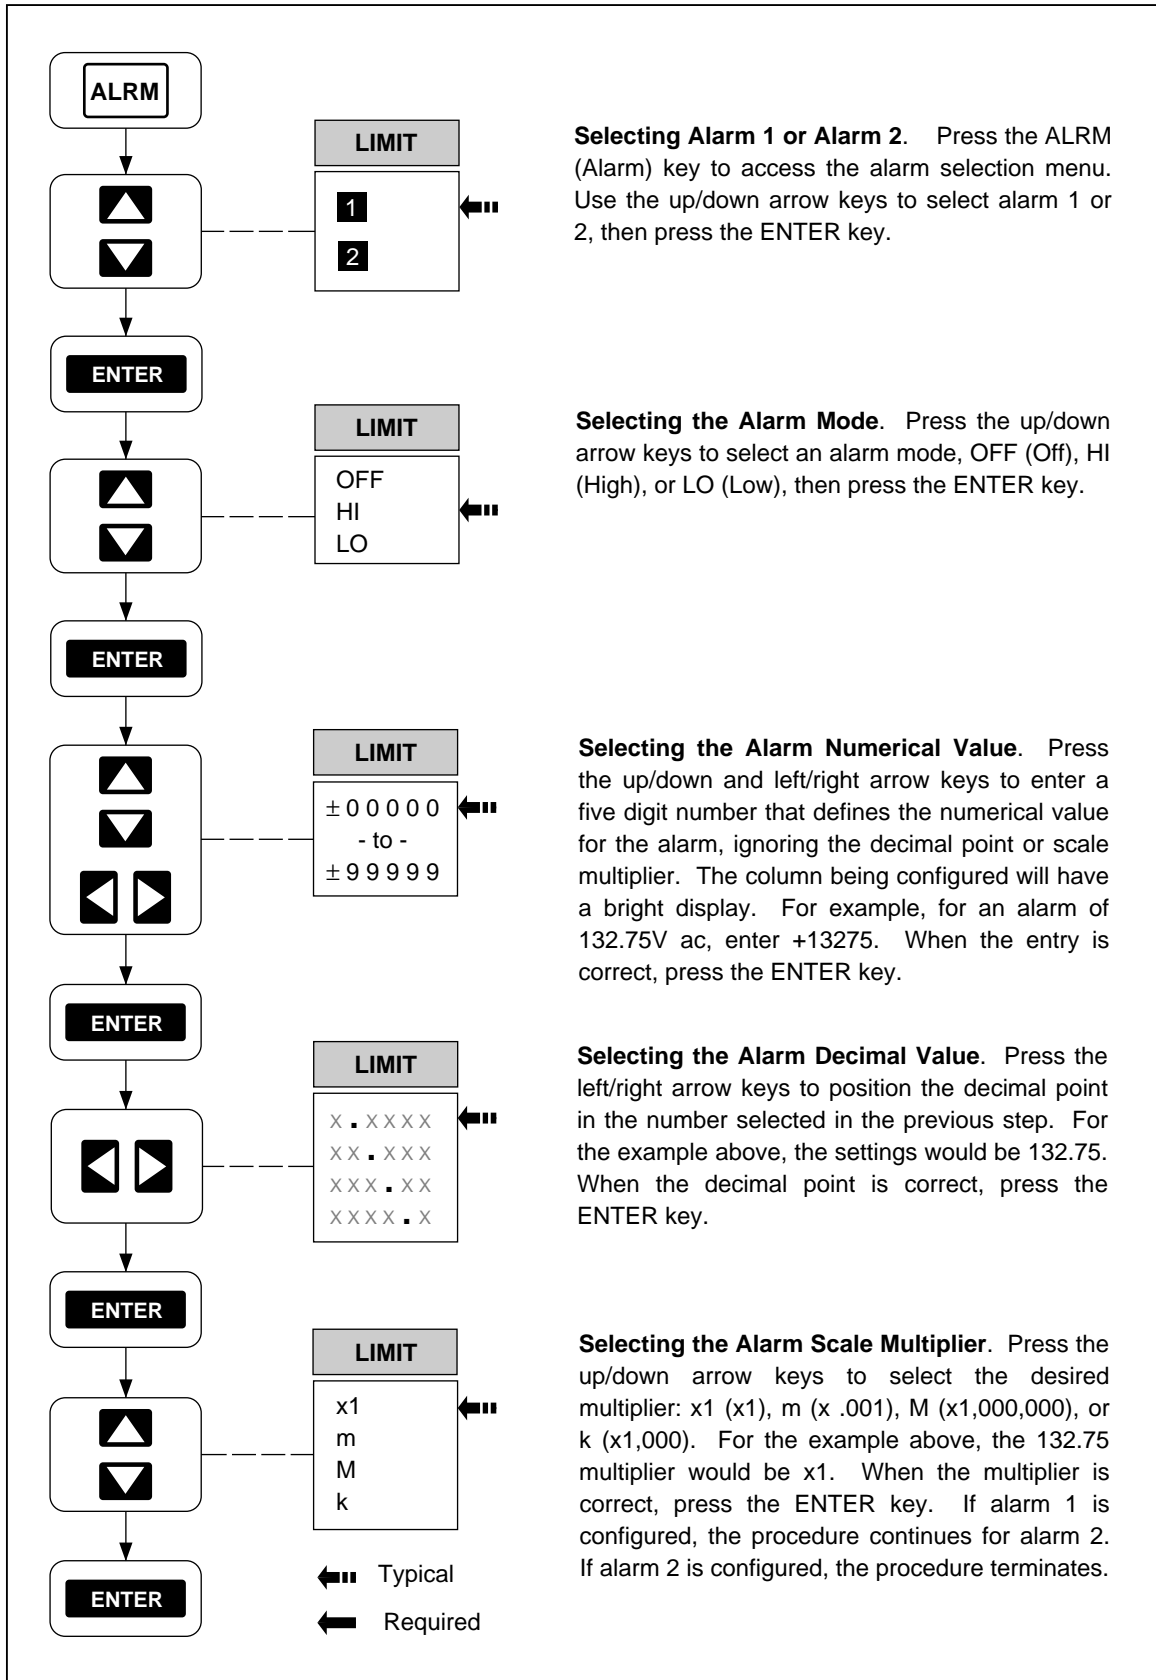 ALRM
LIMIT
1
2
Selecting Alarm 1 or Alarm 2. Press the ALRM
(Alarm) key to access the alarm selection menu.
Use the up/down arrow keys to select alarm 1 or
2, then press the ENTER key.
ENTER
LIMIT
OFF
HI
LO
Selecting the Alarm Mode. Press the up/down
arrow keys to select an alarm mode, OFF (Off), HI
(High), or LO (Low), then press the ENTER key.
ENTER
LIMIT
±00000
- to -
±99999
Selecting the Alarm Numerical Value. Press
the up/down and left/right arrow keys to enter a
five digit number that defines the numerical value
for the alarm, ignoring the decimal point or scale
multiplier. The column being configured will have
a bright display. For example, for an alarm of
132.75V ac, enter +13275. When the entry is
correct, press the ENTER key.
ENTER
LIMIT
x.xxxx
xx.xxx
xxx.xx
xxxx.x
Selecting the Alarm Decimal Value. Press the
left/right arrow keys to position the decimal point
in the number selected in the previous step. For
the example above, the settings would be 132.75.
When the decimal point is correct, press the
ENTER key.
ENTER
LIMIT
x1
m
M
k
Selecting the Alarm Scale Multiplier. Press the
up/down arrow keys to select the desired
multiplier: x1 (x1), m (x .001), M (x1,000,000), or
k (x1,000). For the example above, the 132.75
multiplier would be x1. When the multiplier is
correct, press the ENTER key. If alarm 1 is
configured, the procedure continues for alarm 2.
If alarm 2 is configured, the procedure terminates.
ENTER
Typical
Required